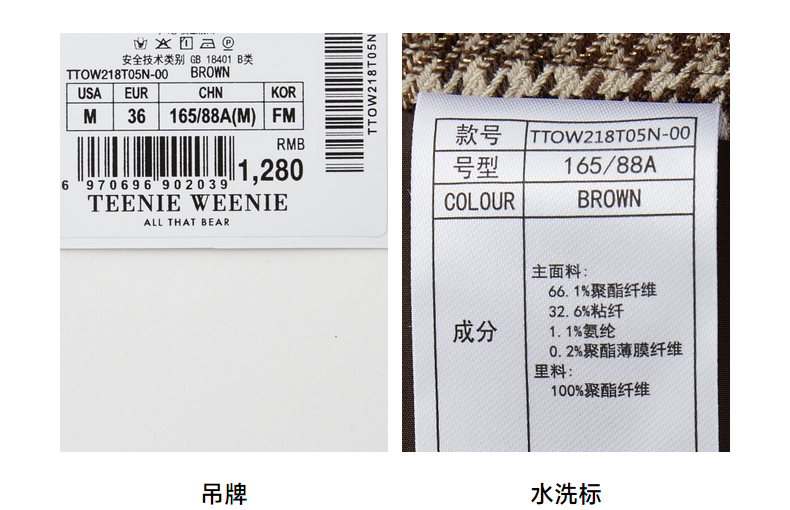 安全技术类别 GB 18401 B类
TTOW218T05N-00 BROWN
USA EUR CHN KOR
M 36 165/88A(M) FM
RMB
1,280
6 970696 902039
TEENIE WEENIE
ALL THAT BEAR
TTOW218T05N
款号 TTOW218T05N-00
号型 165/88A
COLOUR BROWN
成分
主面料:
66.1%聚酯纤维
32.6%粘纤
1.1%氨纶
0.2%聚酯薄膜纤维
里料:
100%聚酯纤维
吊牌
水洗标